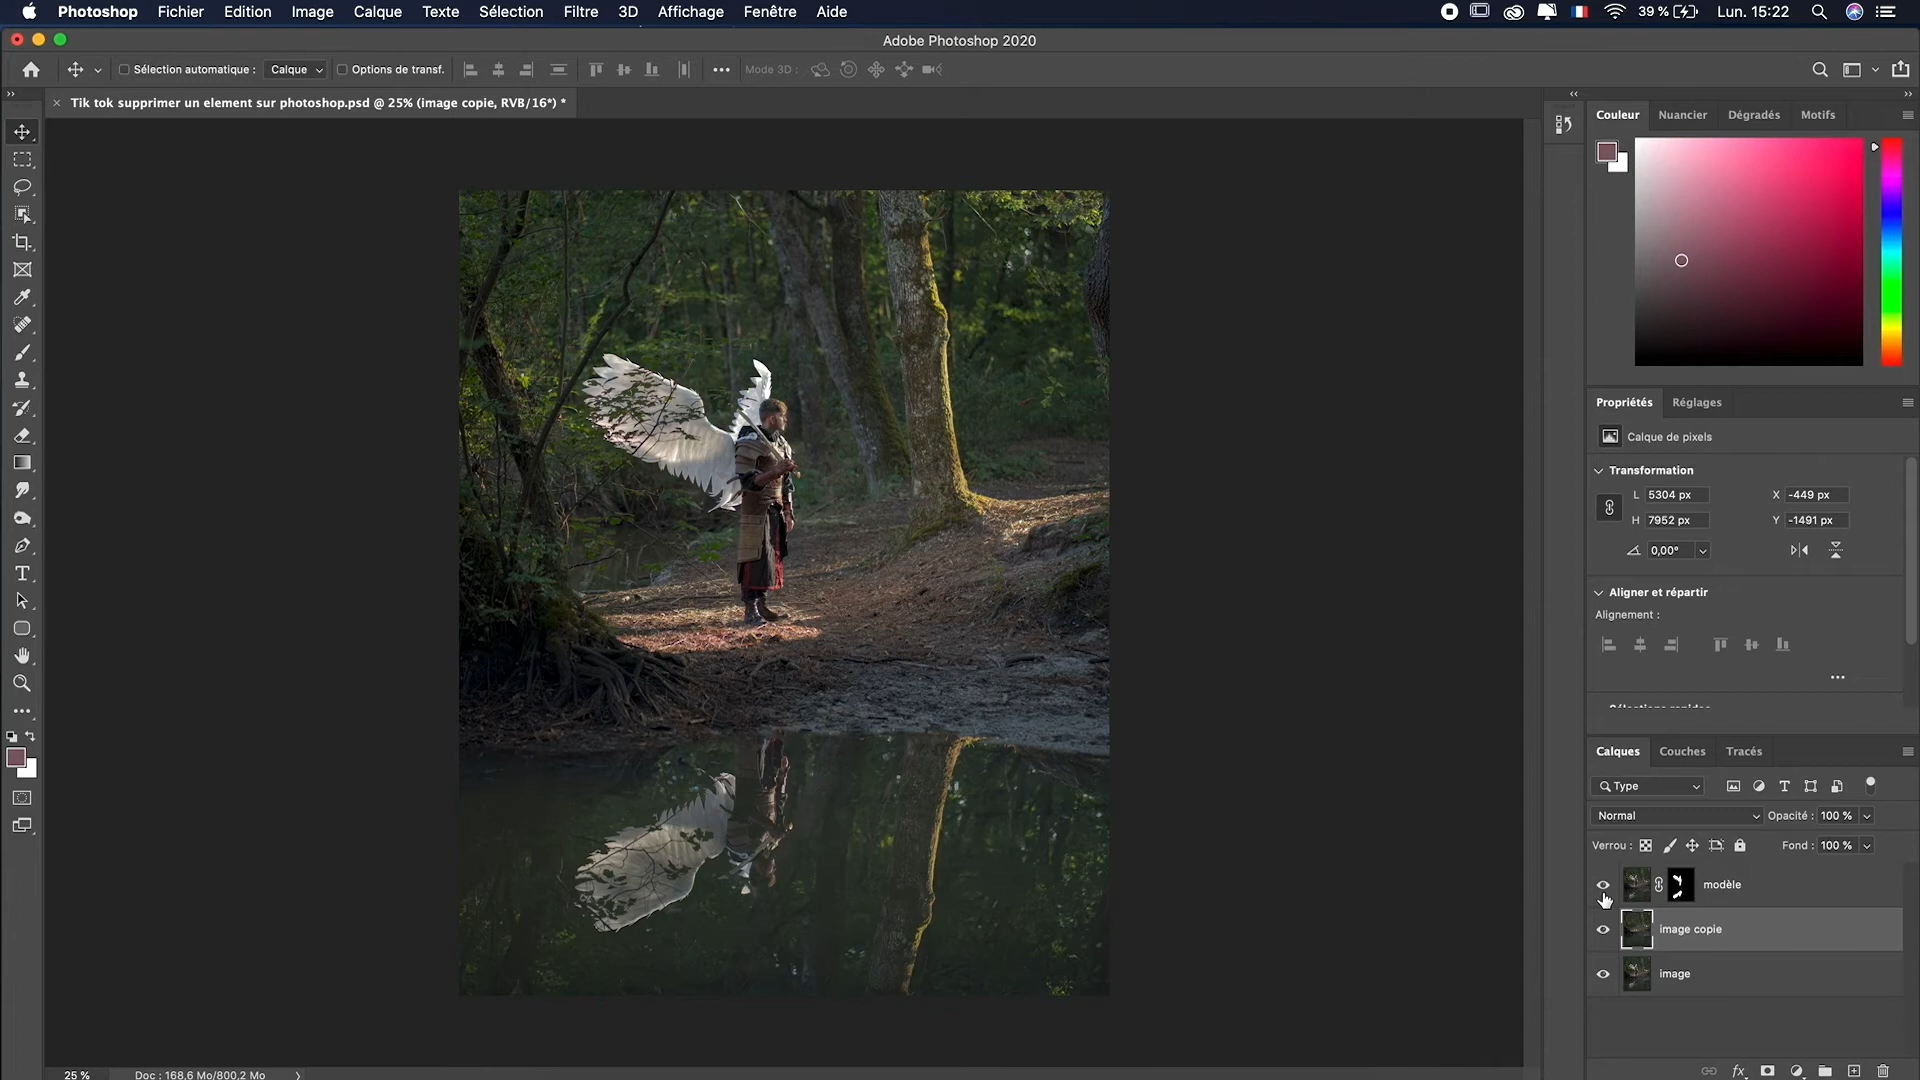 Photoshop Fichier Edition Image Calque Texte Sélection Filtre 3D Affichage Fenêtre Aide 39 % Lun. 15:22
Adobe Photoshop 2020
Sélection automatique : Calque Options de transf. Mode 3D :
Tik tok supprimer un element sur photoshop.psd @ 25% (image copie, RVB/16*) *
Couleur Nuancier Dégradés Motifs
Propriétés Réglages
Calque de pixels
Transformation
L 5304 px X -449 px
H 7952 px Y -1491 px
0,00°
Aligner et répartir
Alignement :
Calques Couches Tracés
Type
Normal Opacité : 100 %
Verrou : Fond : 100 %
modèle
image copie
image
25 % Doc : 168,6 Mo/800,2 Mo
fx